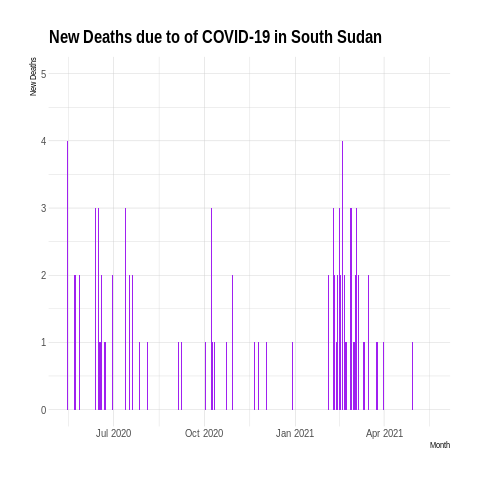 New Deaths due to of COVID-19 in South Sudan
New Deaths
5
4
3
2
1
0
Jul 2020 Oct 2020 Jan 2021 Apr 2021
Month